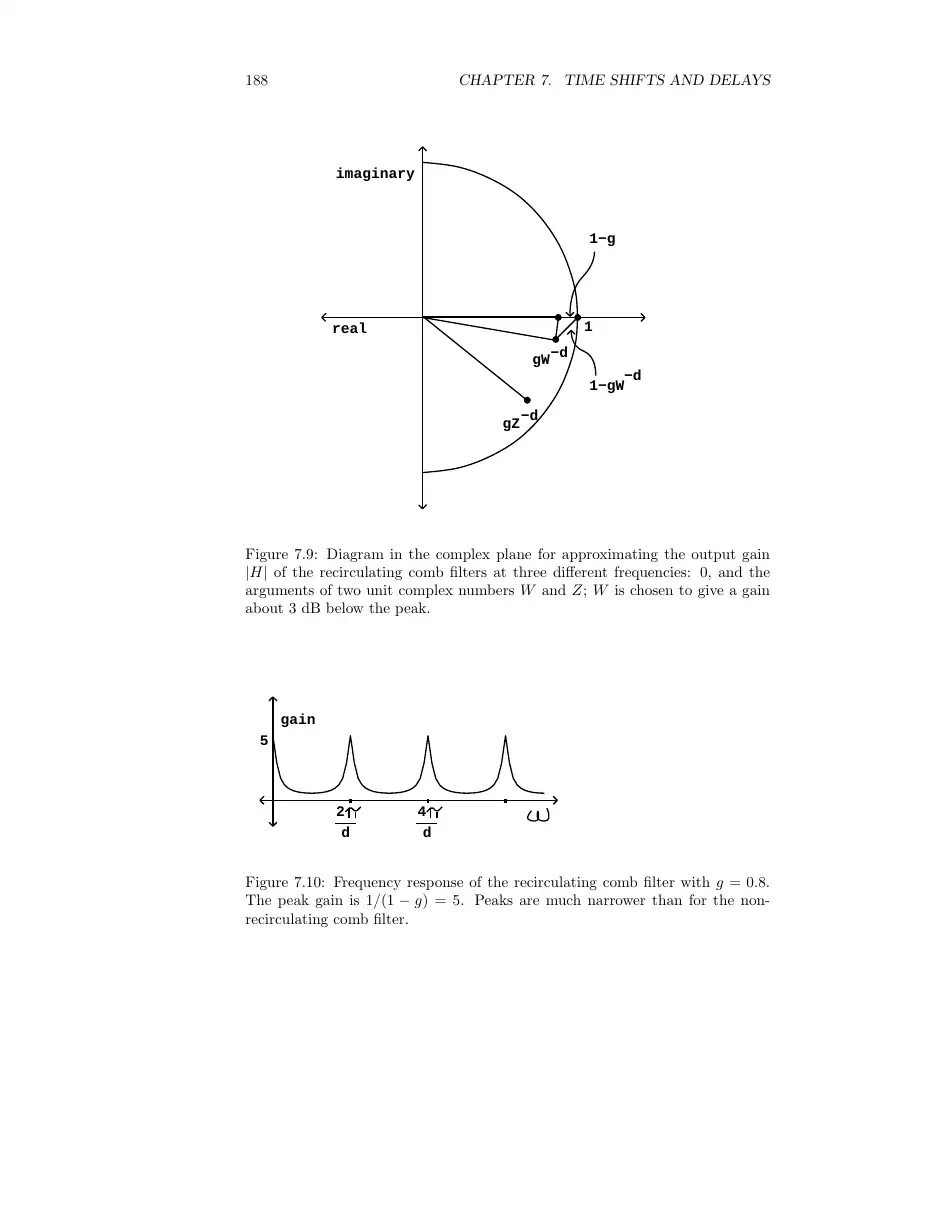 188 CHAPTER 7. TIME SHIFTS AND DELAYS
imaginary
1−g
real
1
gW−d
1−gW−d
gZ−d
Figure 7.9: Diagram in the complex plane for approximating the output gain
|H| of the recirculating comb filters at three different frequencies: 0, and the
arguments of two unit complex numbers W and Z; W is chosen to give a gain
about 3 dB below the peak.
gain
5
2π
d
4π
d
ω
Figure 7.10: Frequency response of the recirculating comb filter with g = 0.8.
The peak gain is 1/(1 − g) = 5. Peaks are much narrower than for the non-
recirculating comb filter.